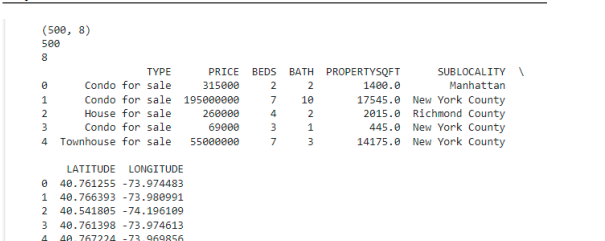 (500, 8)
500
8
TYPE PRICE BEDS BATH PROPERTYSQFT SUBLOCALITY \
0 Condo for sale 315000 2 2 1400.0 Manhattan
1 Condo for sale 195000000 7 10 17545.0 New York County
2 House for sale 260000 4 2 2015.0 Richmond County
3 Condo for sale 69000 3 1 445.0 New York County
4 Townhouse for sale 55000000 7 3 14175.0 New York County
LATITUDE LONGITUDE
0 40.761255 -73.974483
1 40.766393 -73.980991
2 40.541805 -74.196109
3 40.761398 -73.974613
4 40.767224 -73.969856